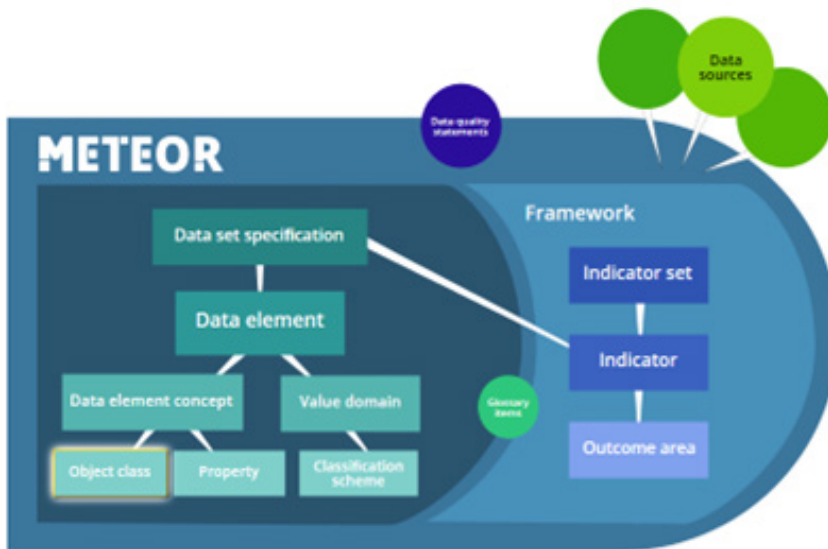 Data
sources
Data quality
statements
METEOR
Framework
Data set specification
Indicator set
Data element
Indicator
Data element concept
Value domain
Glossary
items
Outcome area
Object class
Property
Classification
scheme